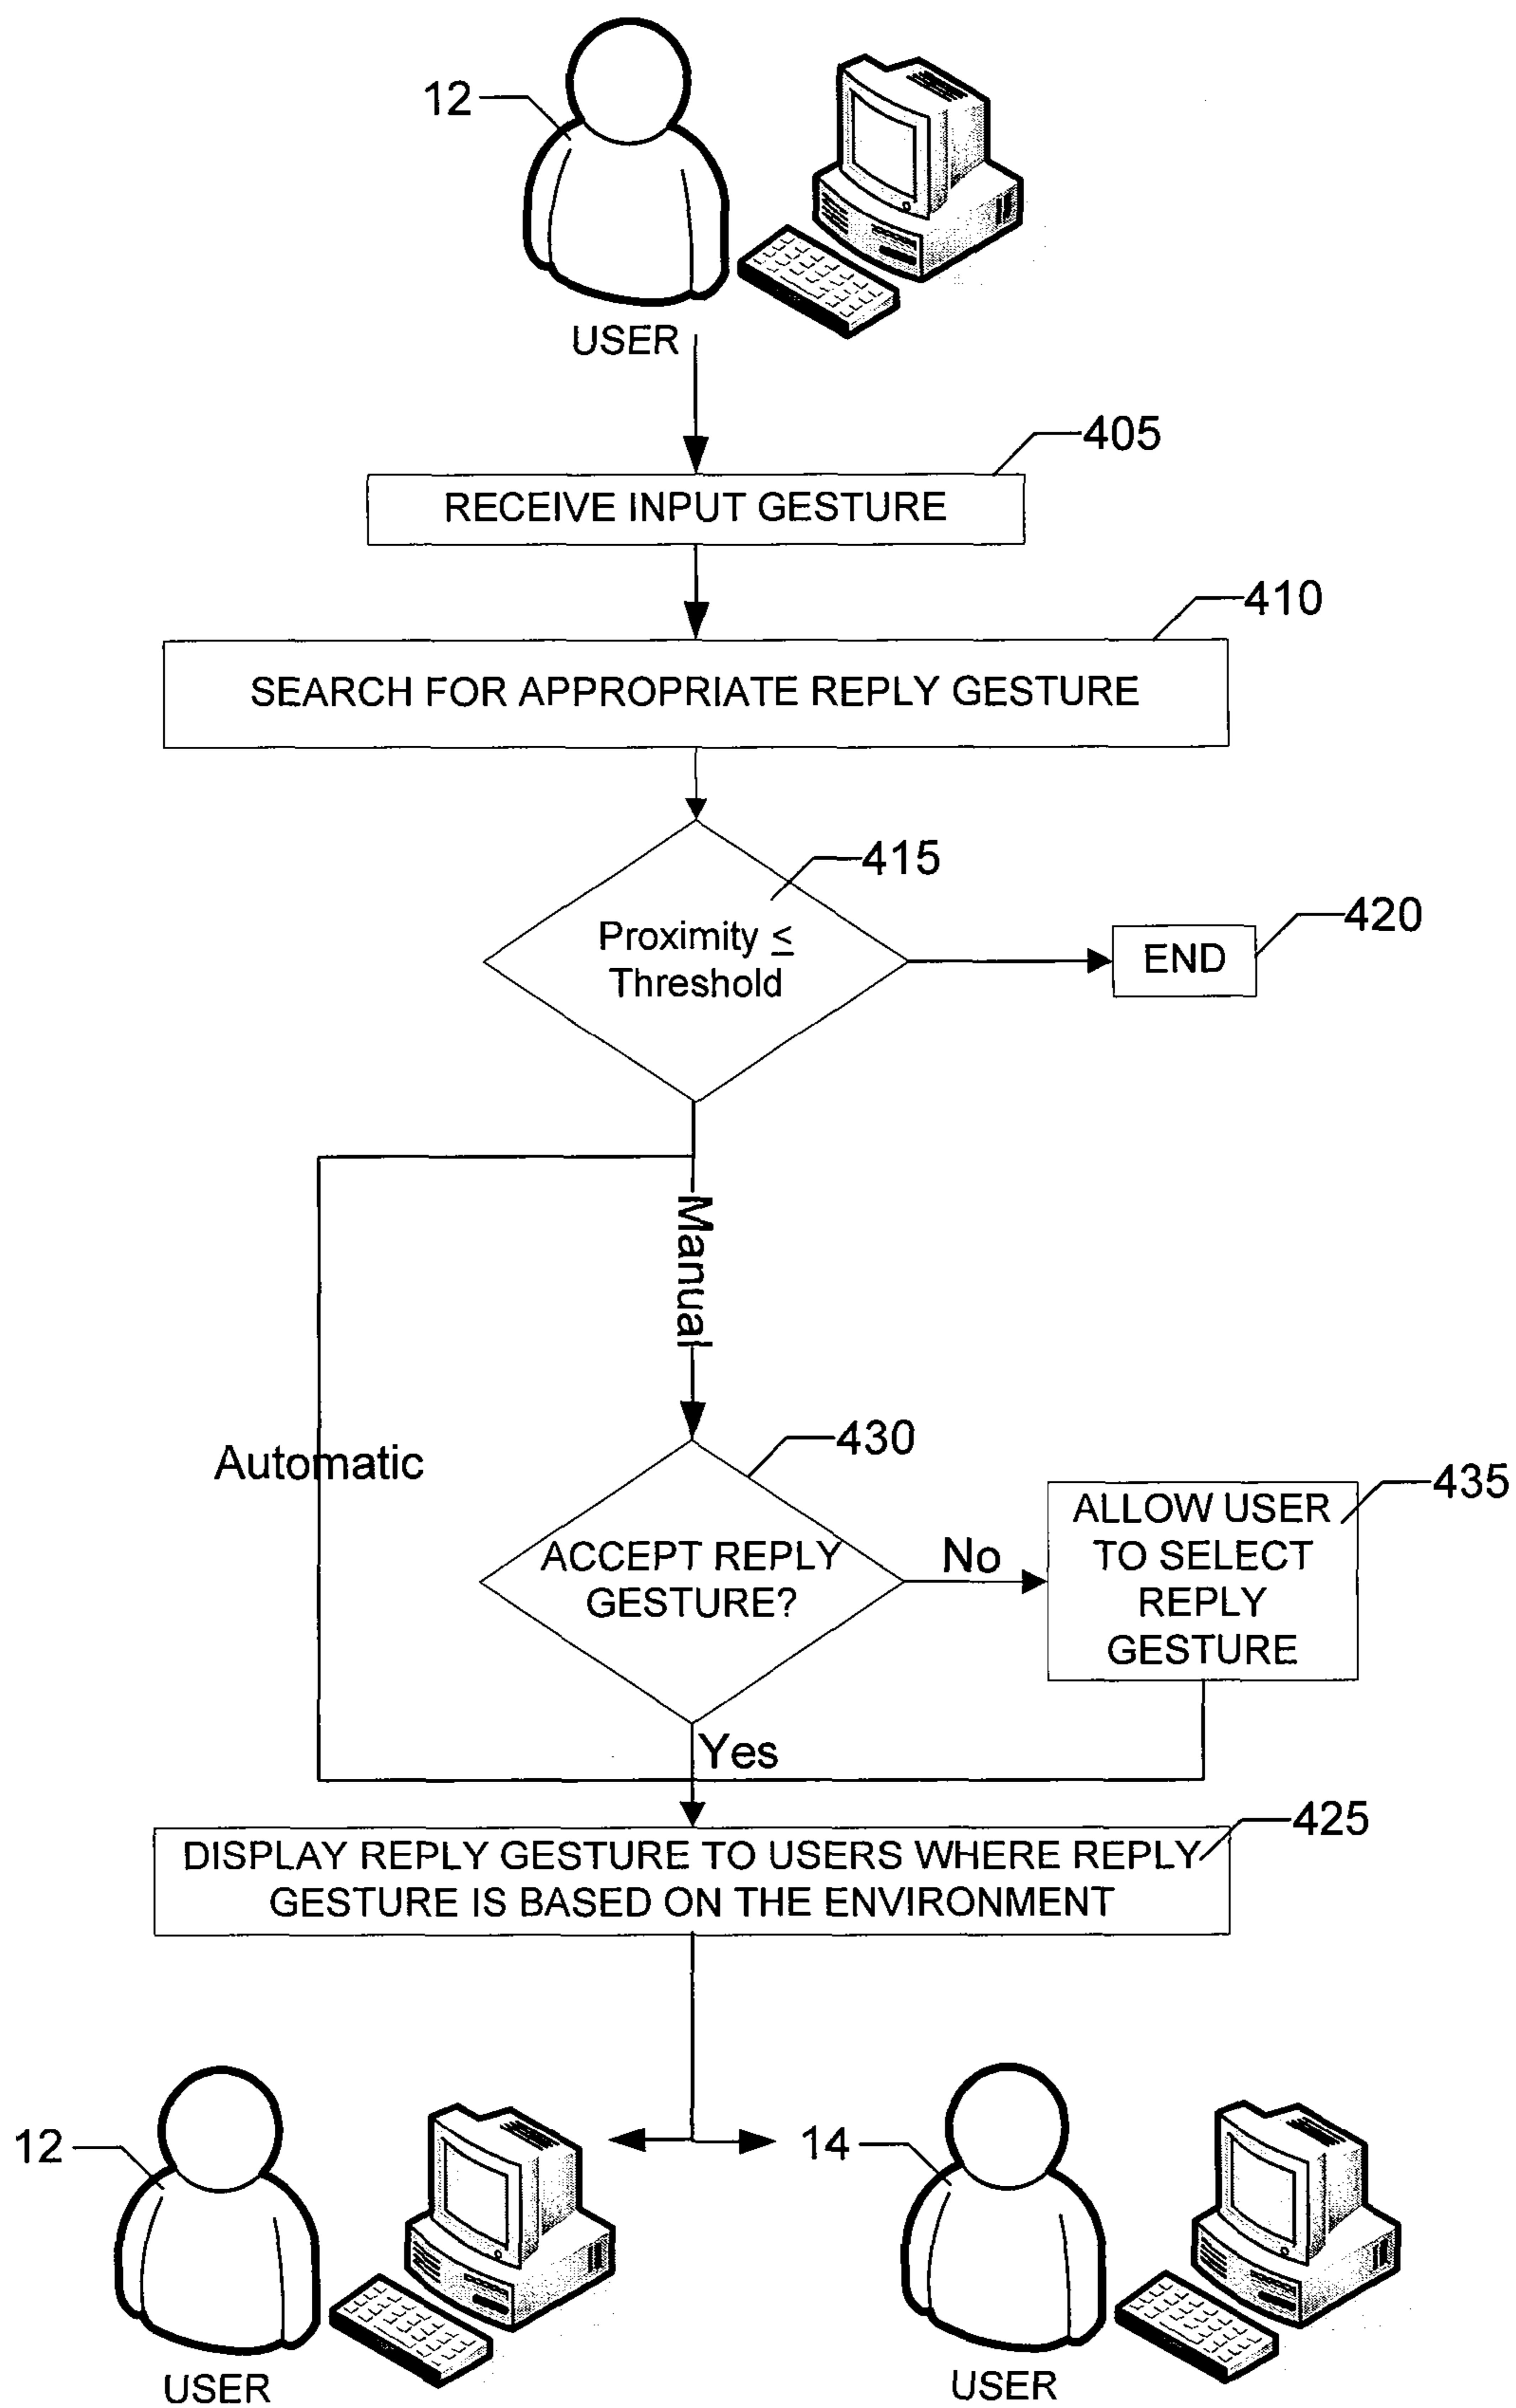 12
USER
405
RECEIVE INPUT GESTURE
410
SEARCH FOR APPROPRIATE REPLY GESTURE
415
Proximity ≤
Threshold
420
END
Manual
Automatic
430
ACCEPT REPLY
GESTURE?
No
435
ALLOW USER
TO SELECT
REPLY
GESTURE
Yes
425
DISPLAY REPLY GESTURE TO USERS WHERE REPLY
GESTURE IS BASED ON THE ENVIRONMENT
12
14
USER
USER